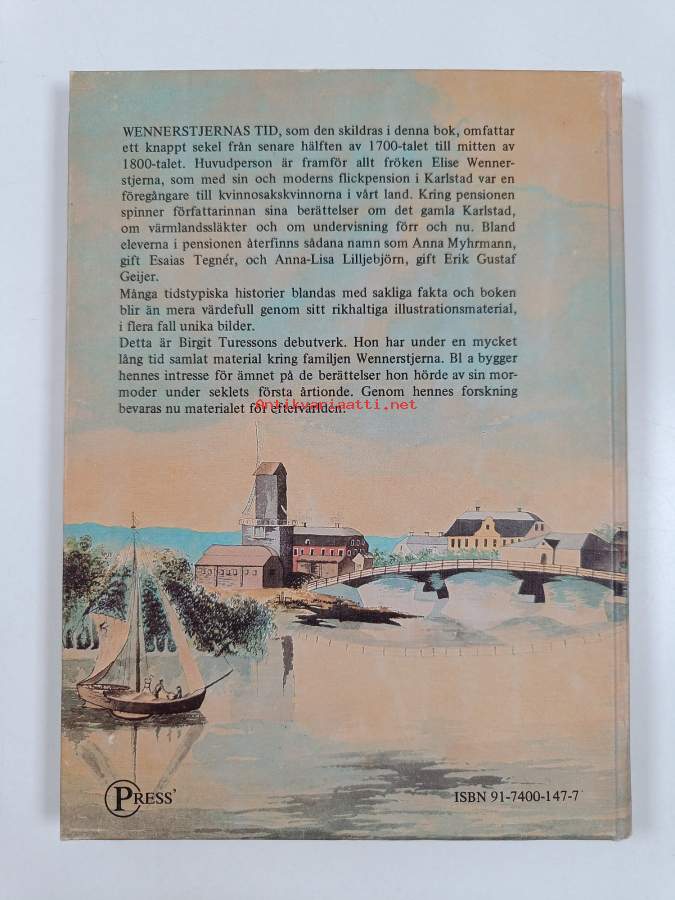 WENNERSTJERNAS TID, som den skildras i denna bok, omfattar
ett knappt sekel från senare hälften av 1700-talet till mitten av
1800-talet. Huvudperson är framför allt fröken Elise Wenner-
stjerna, som med sin och moderns flickpension i Karlstad var en
föregångare till kvinnosakskvinnorna i vårt land. Kring pensionen
spinner författarinnan sina berättelser om det gamla Karlstad,
om värmlandssläkter och om undervisning förr och nu. Bland
eleverna i pensionen återfinns sådana namn som Anna Myhrmann,
gift Esaias Tegnér, och Anna-Lisa Lilljebjörn, gift Erik Gustaf
Geijer.
Många tidstypiska historier blandas med sakliga fakta och boken
blir än mera värdefull genom sitt rikhaltiga illustrationsmaterial,
i flera fall unika bilder.
Detta är Birgit Turessons debutverk. Hon har under en mycket
lång tid samlat material kring familjen Wennerstjerna. Bl a bygger
hennes intresse för ämnet på de berättelser hon hörde av sin mor-
moder under seklets första årtionde. Genom hennes forskning
Antikvariaatti.net
bevaras nu materialet för eftervärlden.
CPRESS'
ISBN 91-7400-147-7